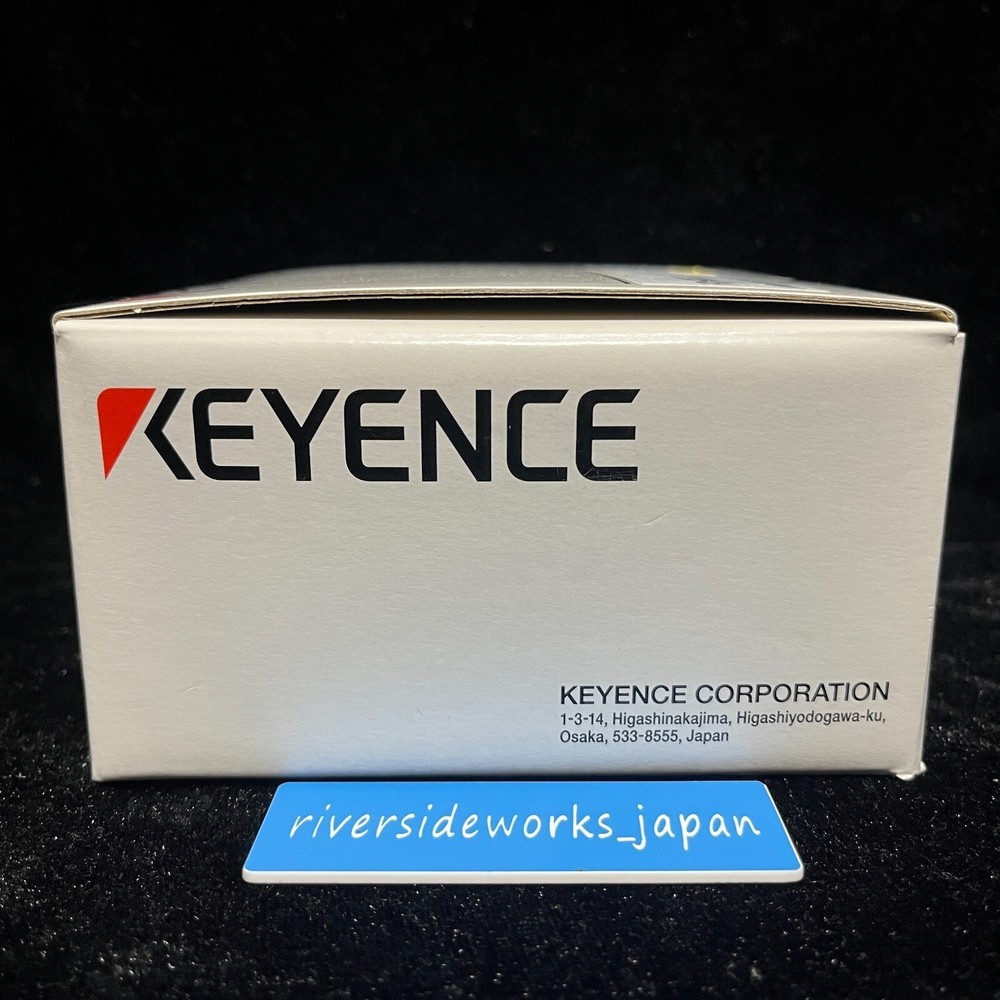 KEYENCE
KEYENCE CORPORATION
1-3-14, Higashinakajima, Higashiyodogawa-ku,
Osaka, 533-8555, Japan
riversideworks_japan